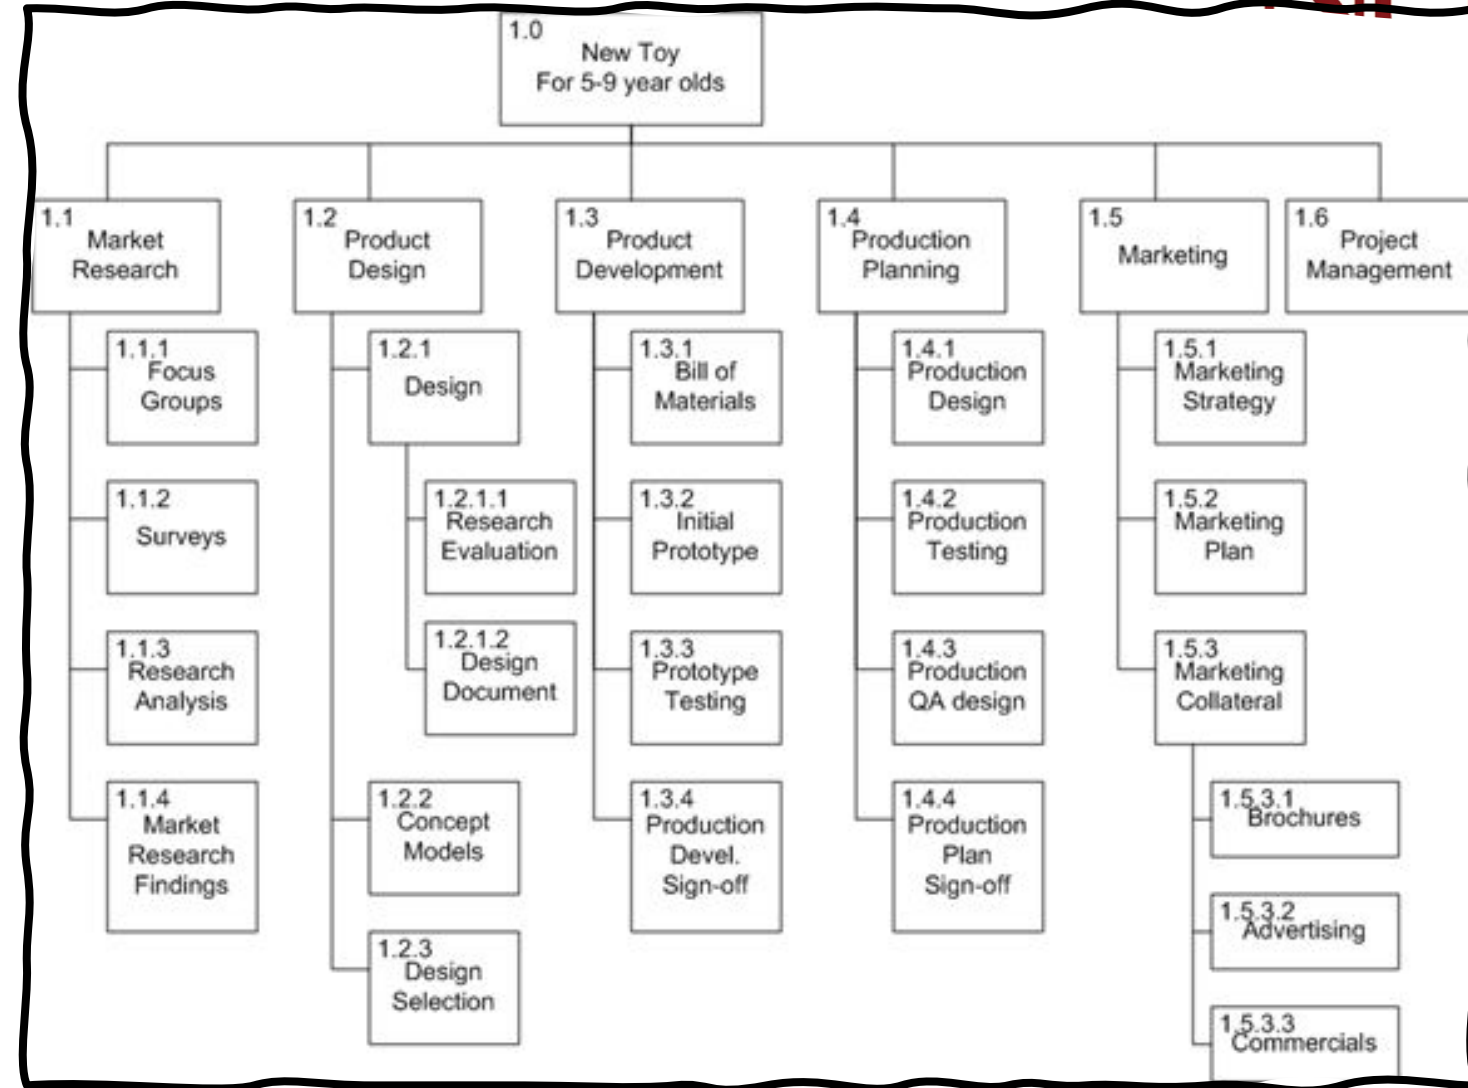 1.0
New Toy
For 5-9 year olds
1.1
Market
Research
1.1.1
Focus
Groups
1.1.2
Surveys
1.1.3
Research
Analysis
1.1.4
Market
Research
Findings
1.2
Product
Design
1.2.1
Design
1.2.1.1
Research
Evaluation
1.2.1.2
Design
Document
1.2.2
Concept
Models
1.2.3
Design
Selection
1.3
Product
Development
1.3.1
Bill of
Materials
1.3.2
Initial
Prototype
1.3.3
Prototype
Testing
1.3.4
Production
Devel.
Sign-off
1.4
Production
Planning
1.4.1
Production
Design
1.4.2
Production
Testing
1.4.3
Production
QA design
1.4.4
Production
Plan
Sign-off
1.5
Marketing
1.5.1
Marketing
Strategy
1.5.2
Marketing
Plan
1.5.3
Marketing
Collateral
1.5.3.1
Brochures
1.5.3.2
Advertising
1.5.3.3
Commercials
1.6
Project
Management